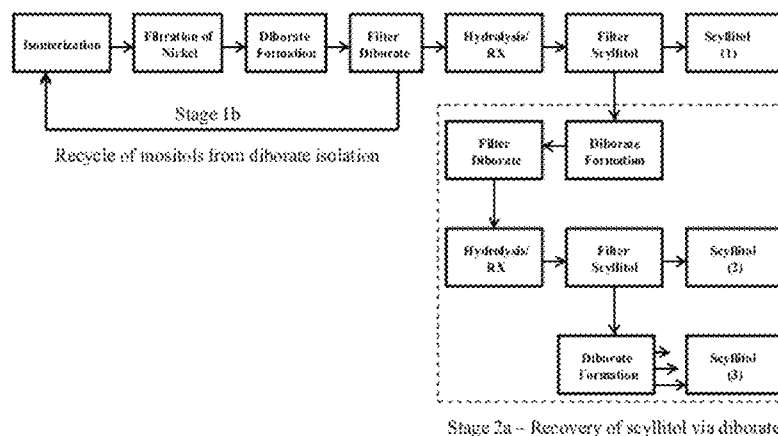 Isomerization
Filtration of
Nickel
Diborate
Formation
Filter
Diborate
Hydrolysis/
RX
Filter
Scyllitol
Scyllitol
(1)
Stage 1b
Recycle of inositols from diborate isolation
Filter
Diborate
Diborate
Formation
Hydrolysis/
RX
Filter
Scyllitol
Scyllitol
(2)
Diborate
Formation
Scyllitol
(3)
Stage 2a – Recovery of scyllitol via diborate